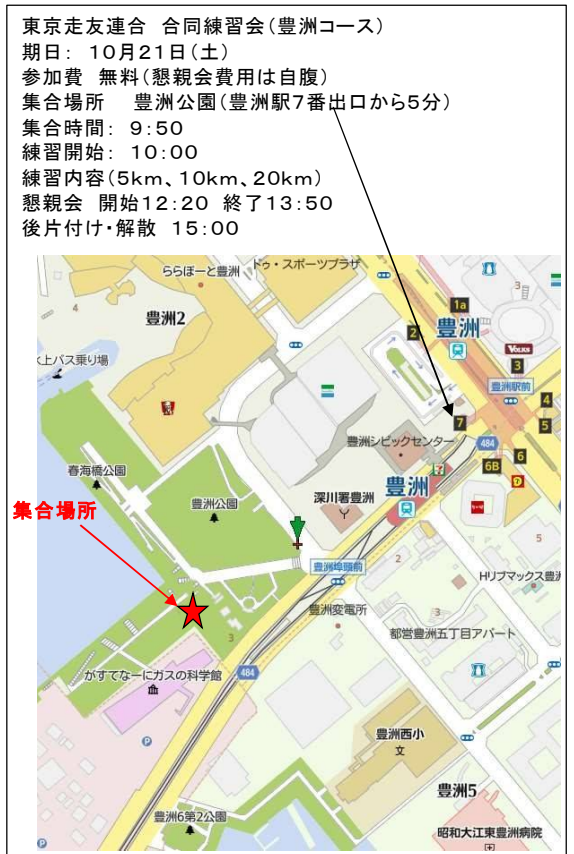 東京走友連合 合同練習会(豊洲コース)
期日: 10月21日(土)
参加費 無料(懇親会費用は自腹)
集合場所 豊洲公園(豊洲駅7番出口から5分)
集合時間: 9:50
練習開始: 10:00
練習内容(5km、10km、20km)
懇親会 開始12:20 終了13:50
後片付け・解散 15:00
ららぽーと豊洲
ドゥ・スポーツプラザ
4
豊洲2
1a
3
2
豊洲
VOLKS
3
豊洲駅前
4
5
水上バス乗り場
7
484
豊洲シビックセンター
6
6B
春海橋公園
豊洲公園
深川署豊洲
豊洲
集合場所
豊洲埠頭前
2
5
Hリブマックス豊洲
豊洲変電所
3
都営豊洲五丁目アパート
3
がすてなーにガスの科学館
484
P
豊洲西小
文
P
豊洲5
豊洲6第2公園
昭和大江東豊洲病院
P